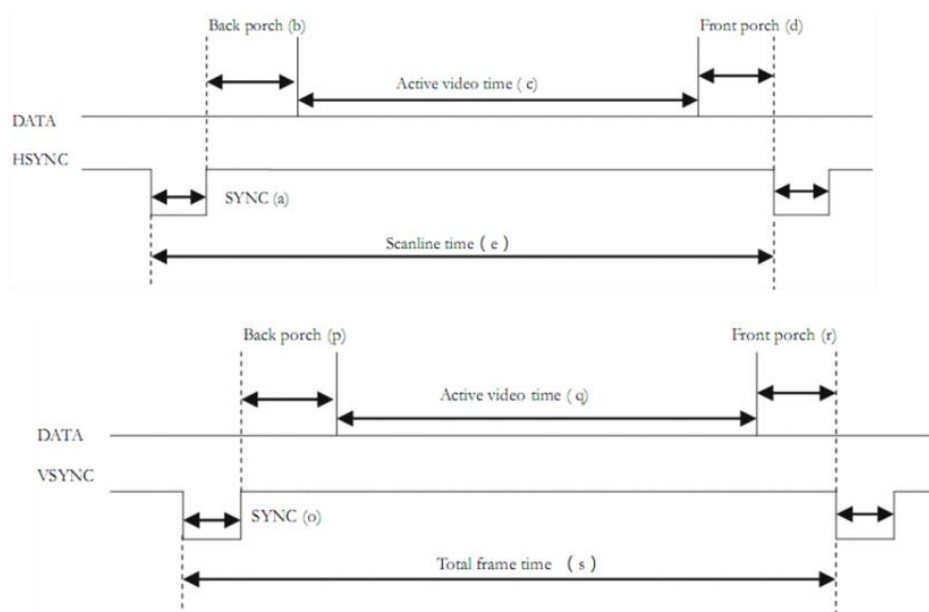 Back porch (b)
Front porch (d)
Active video time ( c)
DATA
HSYNC
SYNC (a)
Scanline time ( e )
Back porch (p)
Front porch (r)
Active video time ( q)
DATA
VSYNC
SYNC (o)
Total frame time ( s )